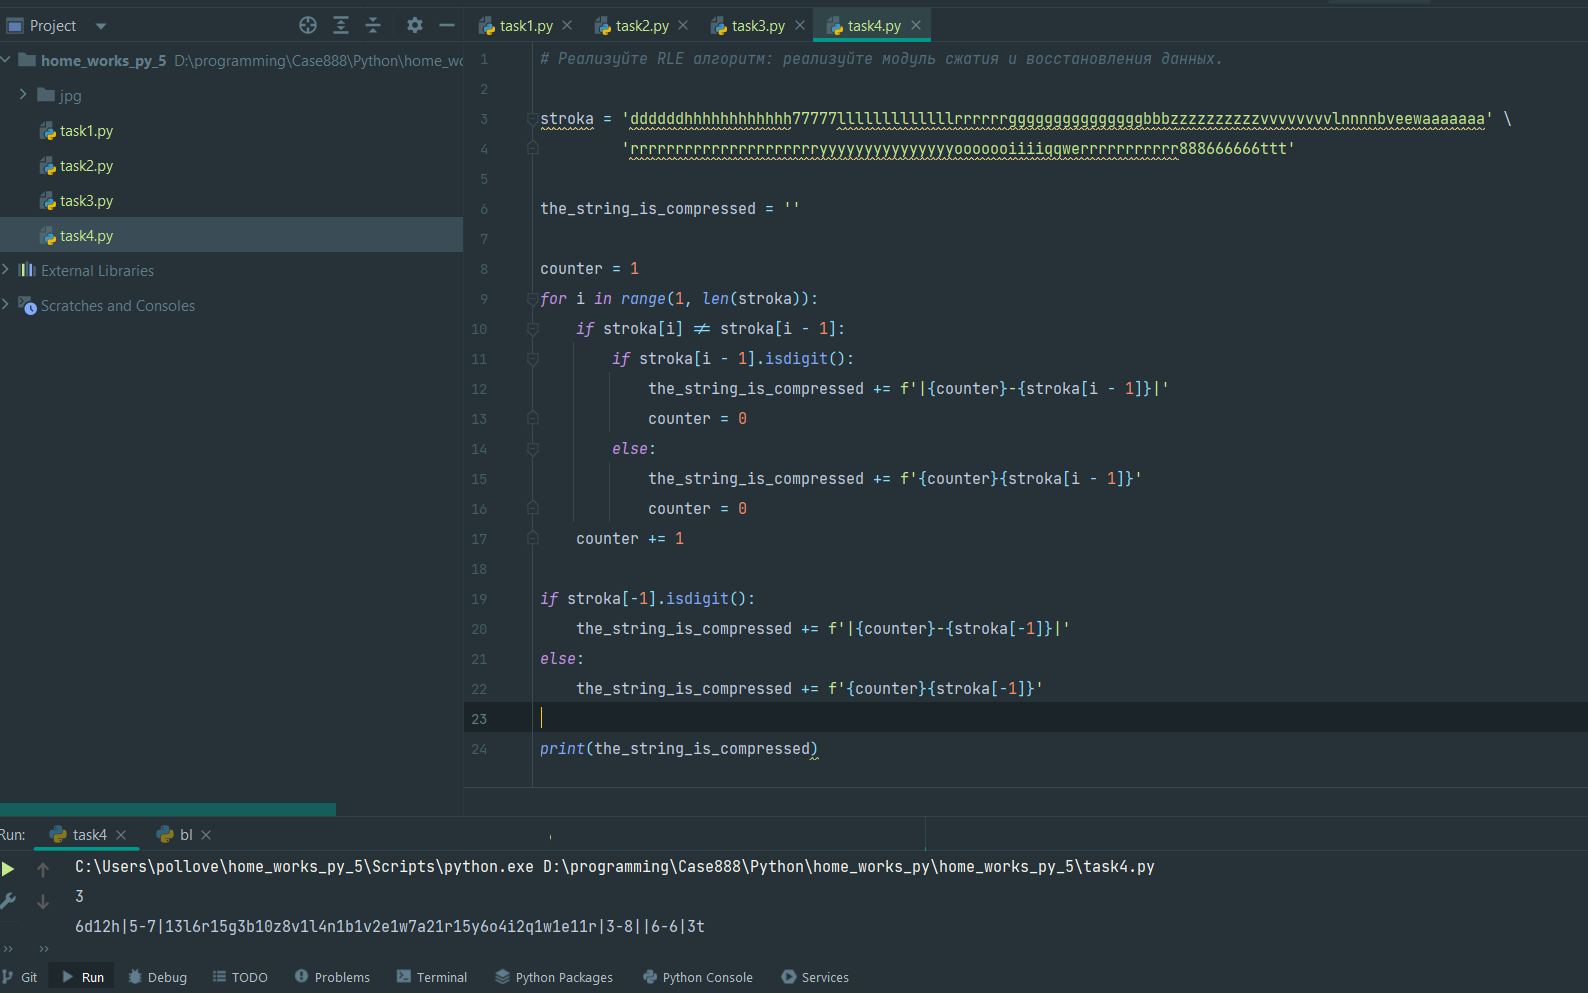 Project
task1.py
task2.py
task3.py
task4.py
home_works_py_5 D:\programming\Case888\Python\home_wo
jpg
task1.py
task2.py
task3.py
task4.py
External Libraries
Scratches and Consoles
1 # Реализуйте RLE алгоритм: реализуйте модуль сжатия и восстановления данных.
2
3 stroka = 'ddddddhhhhhhhhhhhh77777lllllllllllllrrrrrrgggggggggggggggbbbzzzzzzzzzzvvvvvvvvlnnnnbveewaaaaaaa' \
4 'rrrrrrrrrrrrrrrrrrrrryyyyyyyyyyyyyyyooooooiiiiqqwerrrrrrrrrrr888666666ttt'
5
6 the_string_is_compressed = ''
7
8 counter = 1
9 for i in range(1, len(stroka)):
10 if stroka[i] != stroka[i - 1]:
11 if stroka[i - 1].isdigit():
12 the_string_is_compressed += f'|{counter}-{stroka[i - 1]}|'
13 counter = 0
14 else:
15 the_string_is_compressed += f'{counter}{stroka[i - 1]}'
16 counter = 0
17 counter += 1
18
19 if stroka[-1].isdigit():
20 the_string_is_compressed += f'|{counter}-{stroka[-1]}|'
21 else:
22 the_string_is_compressed += f'{counter}{stroka[-1]}'
23
24 print(the_string_is_compressed)
Run: task4 bl
C:\Users\pollove\home_works_py_5\Scripts\python.exe D:\programming\Case888\Python\home_works_py\home_works_py_5\task4.py
3
6d12h|5-7|13l6r15g3b10z8v1l4n1b1v2e1w7a21r15y6o4i2q1w1e11r|3-8||6-6|3t
Git Run Debug TODO Problems Terminal Python Packages Python Console Services